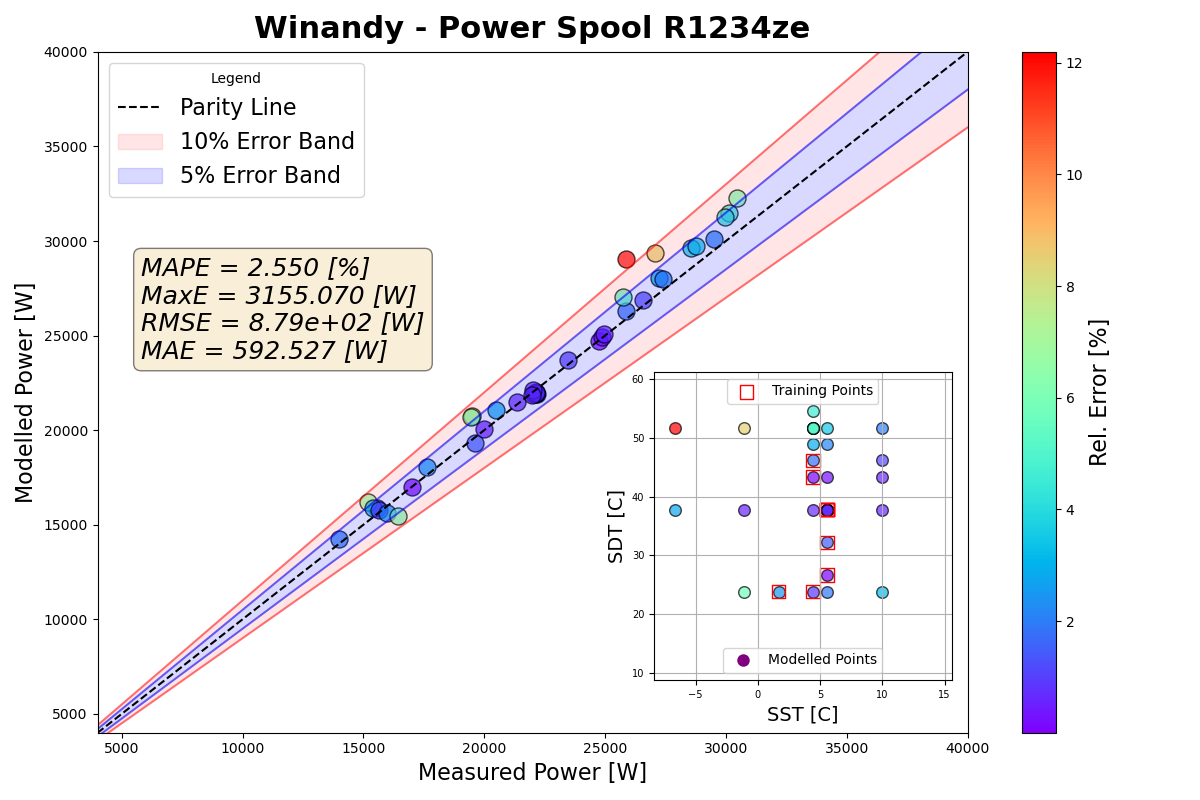 Winandy - Power Spool R1234ze
40000
35000
30000
25000
20000
15000
10000
5000
Modelled Power [W]
Legend
Parity Line
10% Error Band
5% Error Band
MAPE = 2.550 [%]
MaxE = 3155.070 [W]
RMSE = 8.79e+02 [W]
MAE = 592.527 [W]
60
50
40
30
20
10
SDT [C]
Training Points
Modelled Points
−5
0
5
10
15
SST [C]
5000
10000
15000
20000
25000
30000
35000
40000
Measured Power [W]
12
10
8
6
4
2
Rel. Error [%]